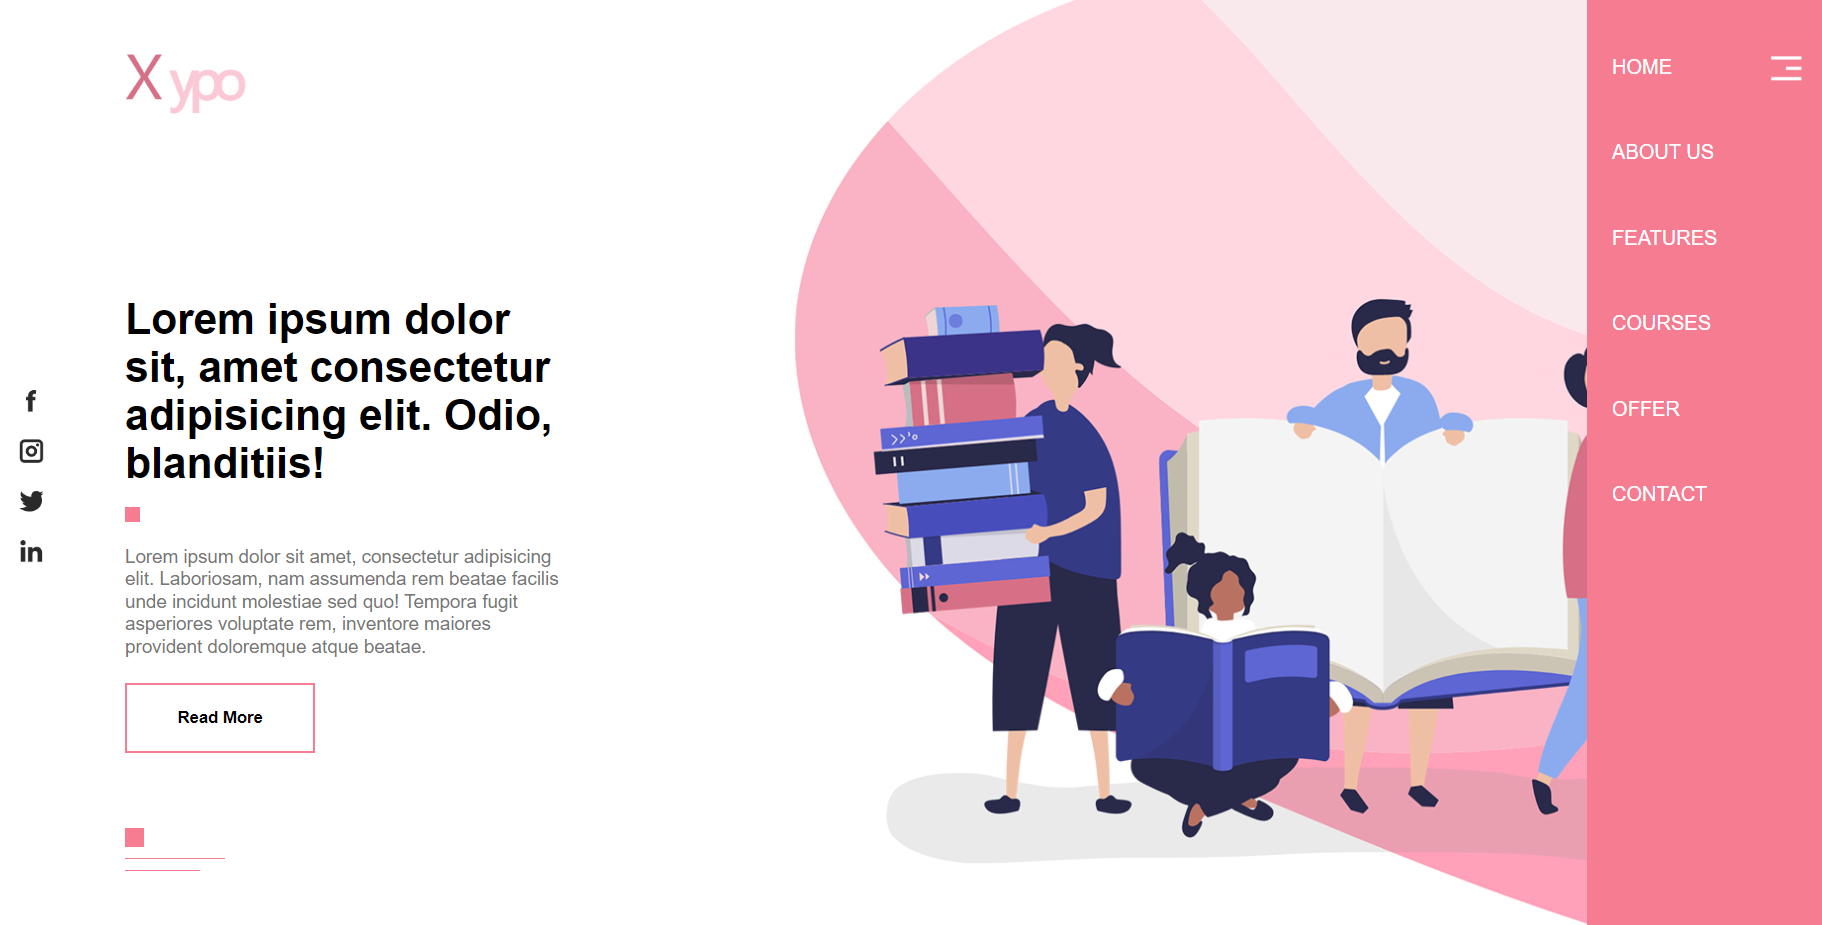 X ypo
HOME
ABOUT US
FEATURES
COURSES
OFFER
CONTACT
Lorem ipsum dolor
sit, amet consectetur
adipisicing elit. Odio,
blanditiis!
Lorem ipsum dolor sit amet, consectetur adipisicing
elit. Laboriosam, nam assumenda rem beatae facilis
unde incidunt molestiae sed quo! Tempora fugit
asperiores voluptate rem, inventore maiores
provident doloremque atque beatae.
Read More